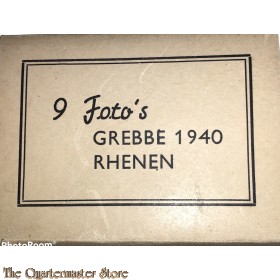 9 Foto's
GREBBE 1940
RHENEN
PhotoRoom
The Quartermaster Store